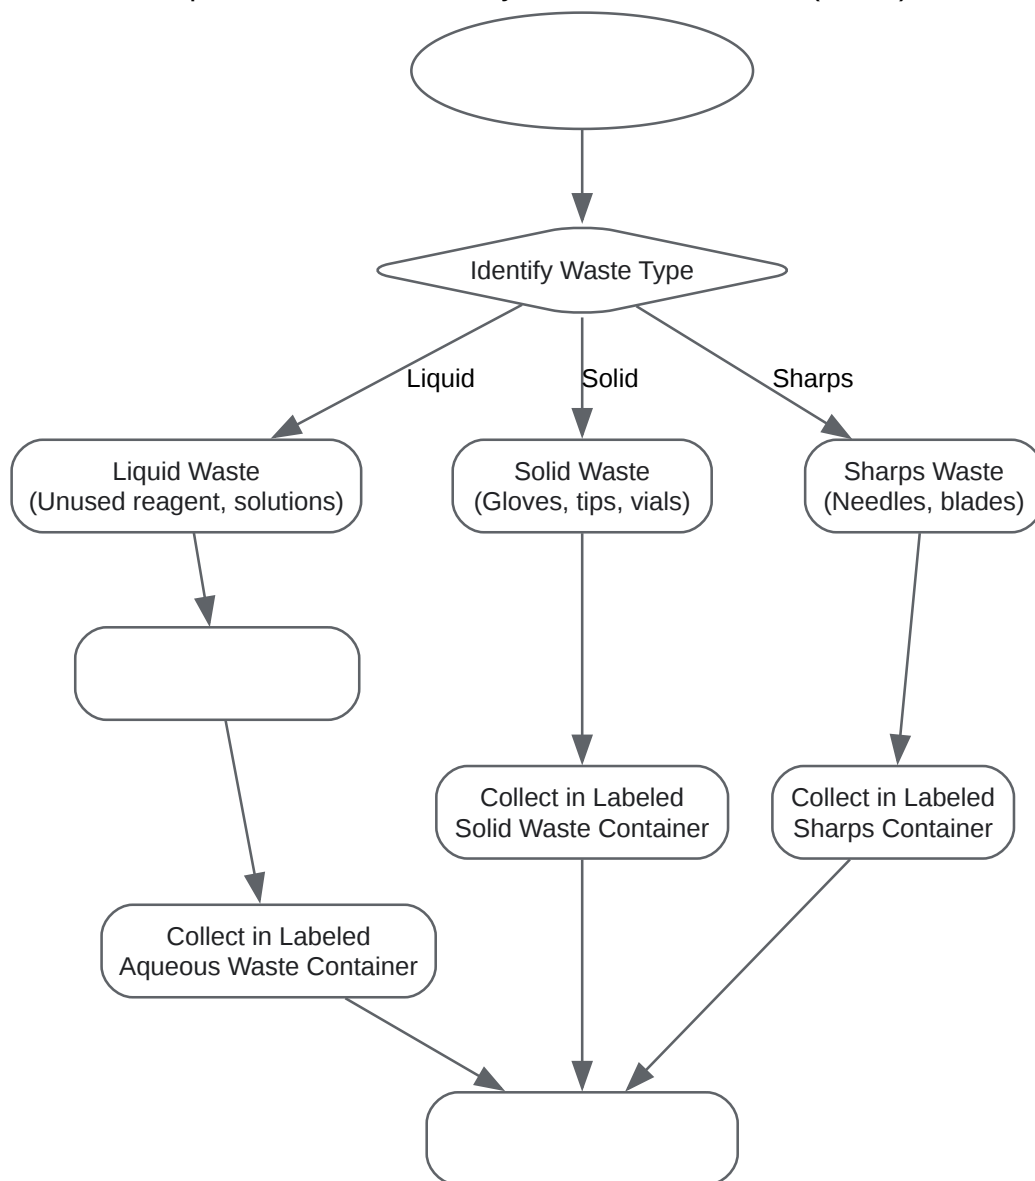 Identify Waste Type
Liquid
Solid
Sharps
Liquid Waste
(Unused reagent, solutions)
Solid Waste
(Gloves, tips, vials)
Sharps Waste
(Needles, blades)
Collect in Labeled
Solid Waste Container
Collect in Labeled
Sharps Container
Collect in Labeled
Aqueous Waste Container